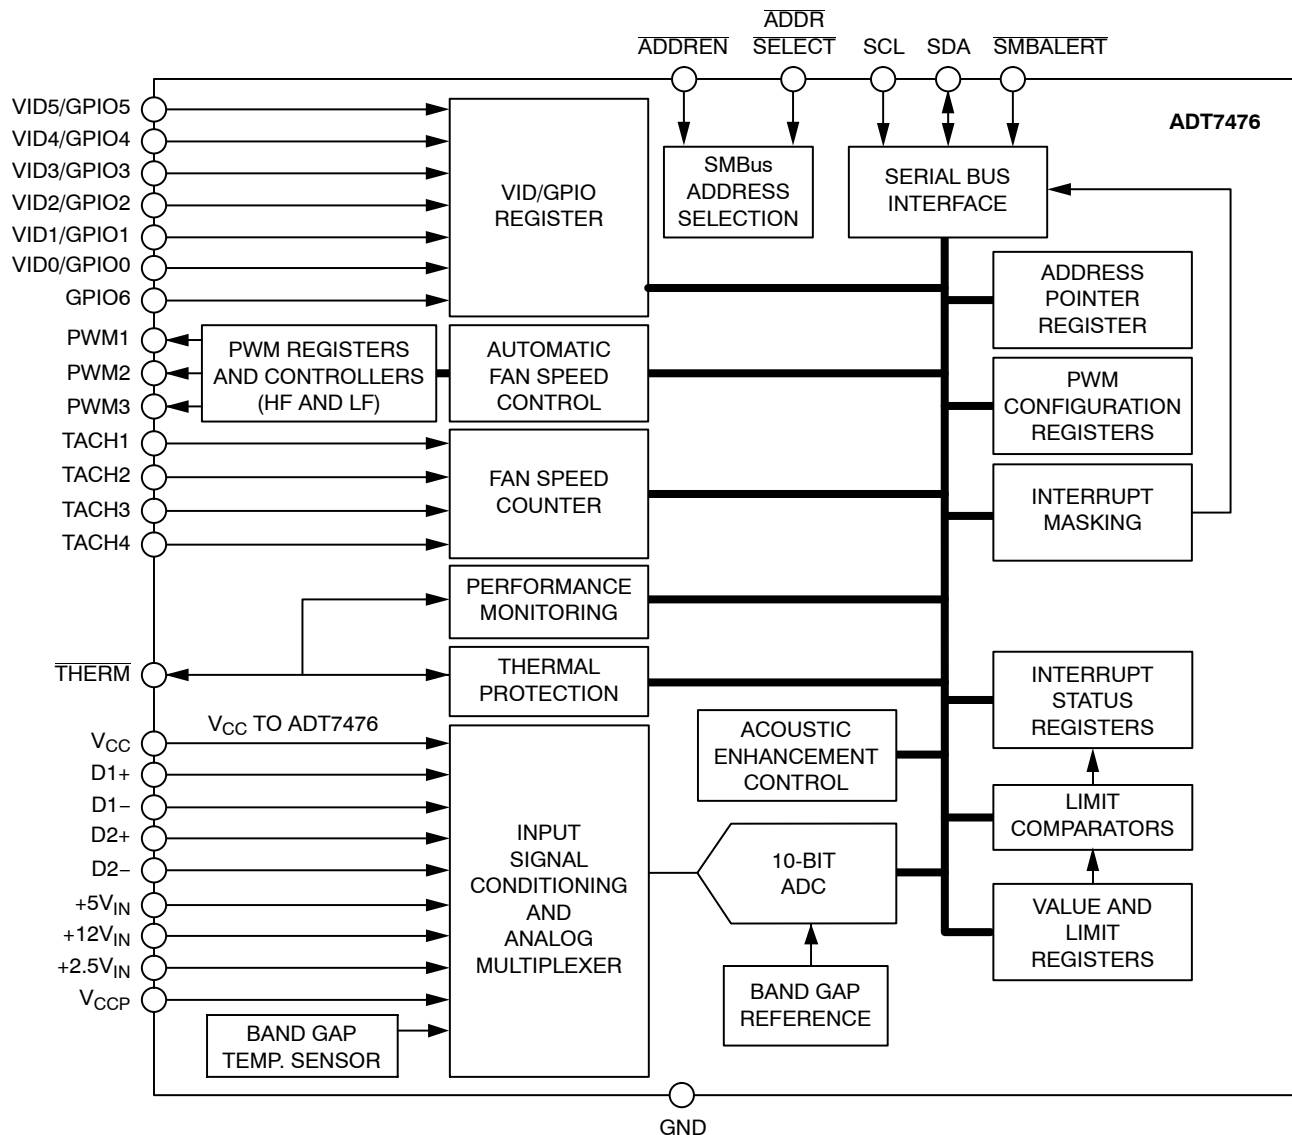 ADDREN
ADDR
SELECT
SCL
SDA
SMBALERT
ADT7476
VID5/GPIO5
VID4/GPIO4
VID3/GPIO3
VID2/GPIO2
VID1/GPIO1
VID0/GPIO0
GPIO6
PWM1
PWM2
PWM3
TACH1
TACH2
TACH3
TACH4
THERM
VCC
D1+
D1−
D2+
D2−
+5VIN
+12VIN
+2.5VIN
VCCP
VID/GPIO
REGISTER
SMBus
ADDRESS
SELECTION
SERIAL BUS
INTERFACE
ADDRESS
POINTER
REGISTER
PWM REGISTERS
AND CONTROLLERS
(HF AND LF)
AUTOMATIC
FAN SPEED
CONTROL
PWM
CONFIGURATION
REGISTERS
FAN SPEED
COUNTER
INTERRUPT
MASKING
PERFORMANCE
MONITORING
THERMAL
PROTECTION
INTERRUPT
STATUS
REGISTERS
VCC TO ADT7476
ACOUSTIC
ENHANCEMENT
CONTROL
LIMIT
COMPARATORS
INPUT
SIGNAL
CONDITIONING
AND
ANALOG
MULTIPLEXER
10-BIT
ADC
VALUE AND
LIMIT
REGISTERS
BAND GAP
REFERENCE
BAND GAP
TEMP. SENSOR
GND